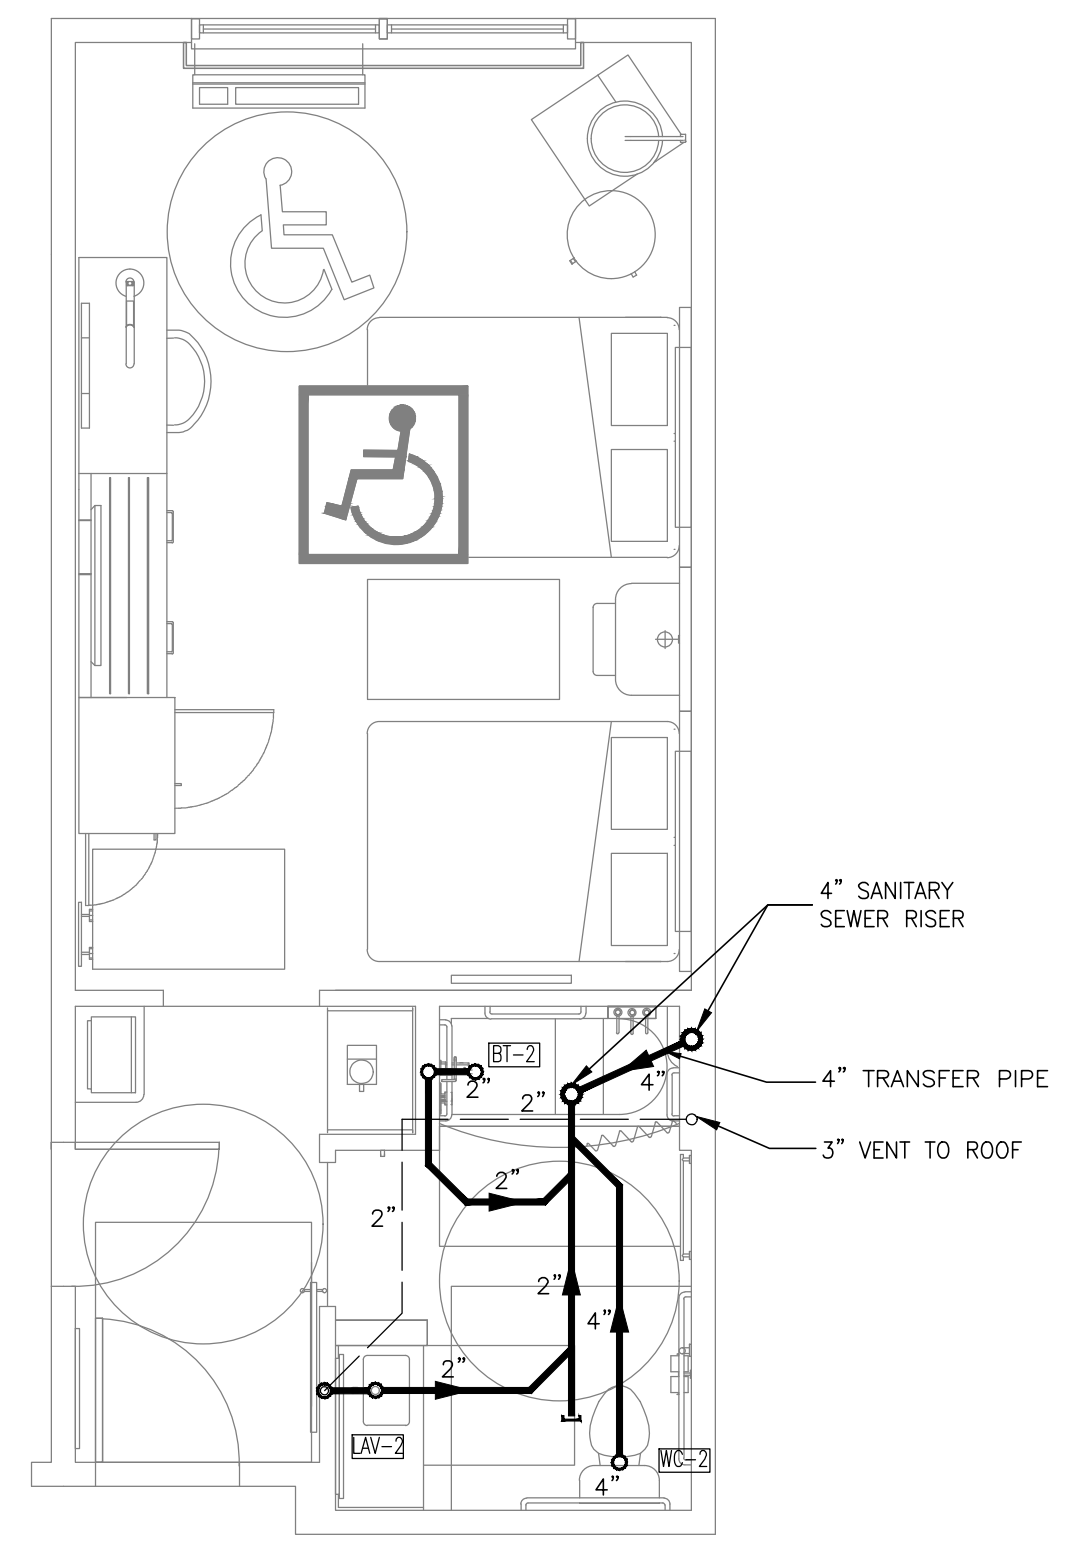 4" SANITARY
SEWER RISER
BT-2
2"
4"
4" TRANSFER PIPE
2"
3" VENT TO ROOF
2"
2"
2"
4"
2"
LAV-2
WC-2
4"